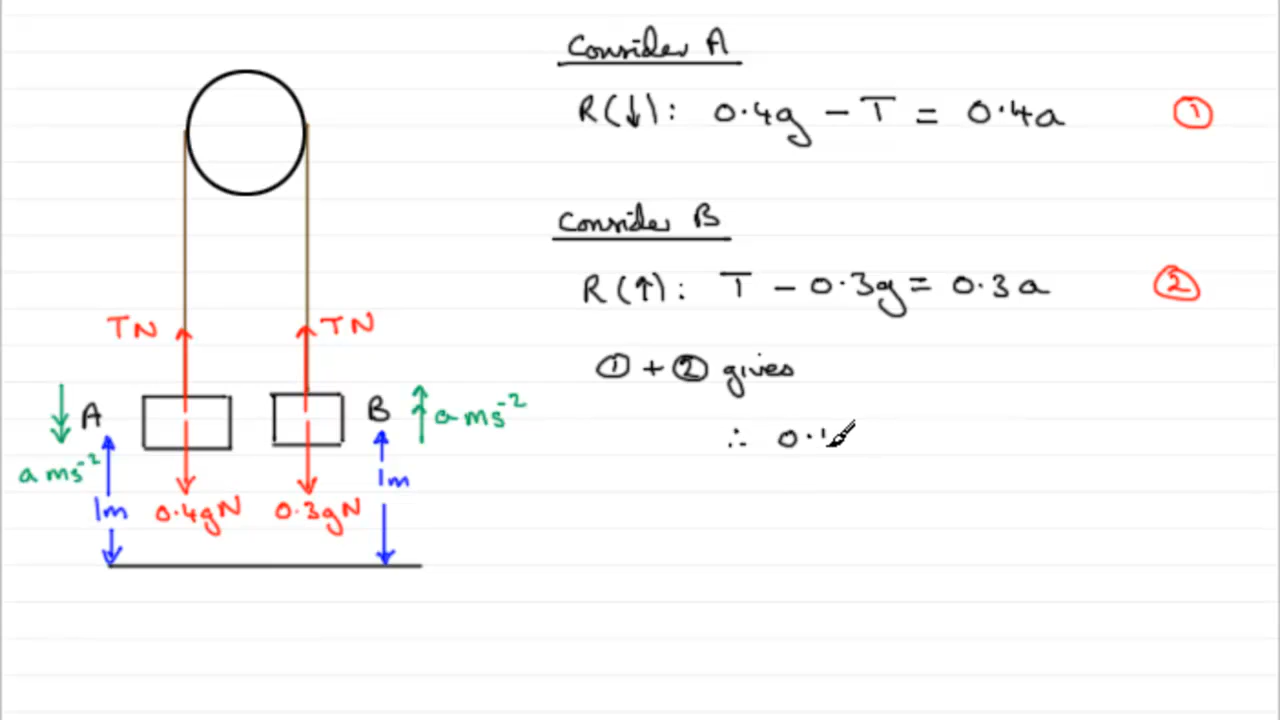 Consider A
R(↓): 0.4g - T = 0.4a ①
Consider B
R(↑): T - 0.3g = 0.3a ②
① + ② gives
∴ 0.
TN TN
A B
a ms⁻² a ms⁻²
1m 1m
0.4gN 0.3gN